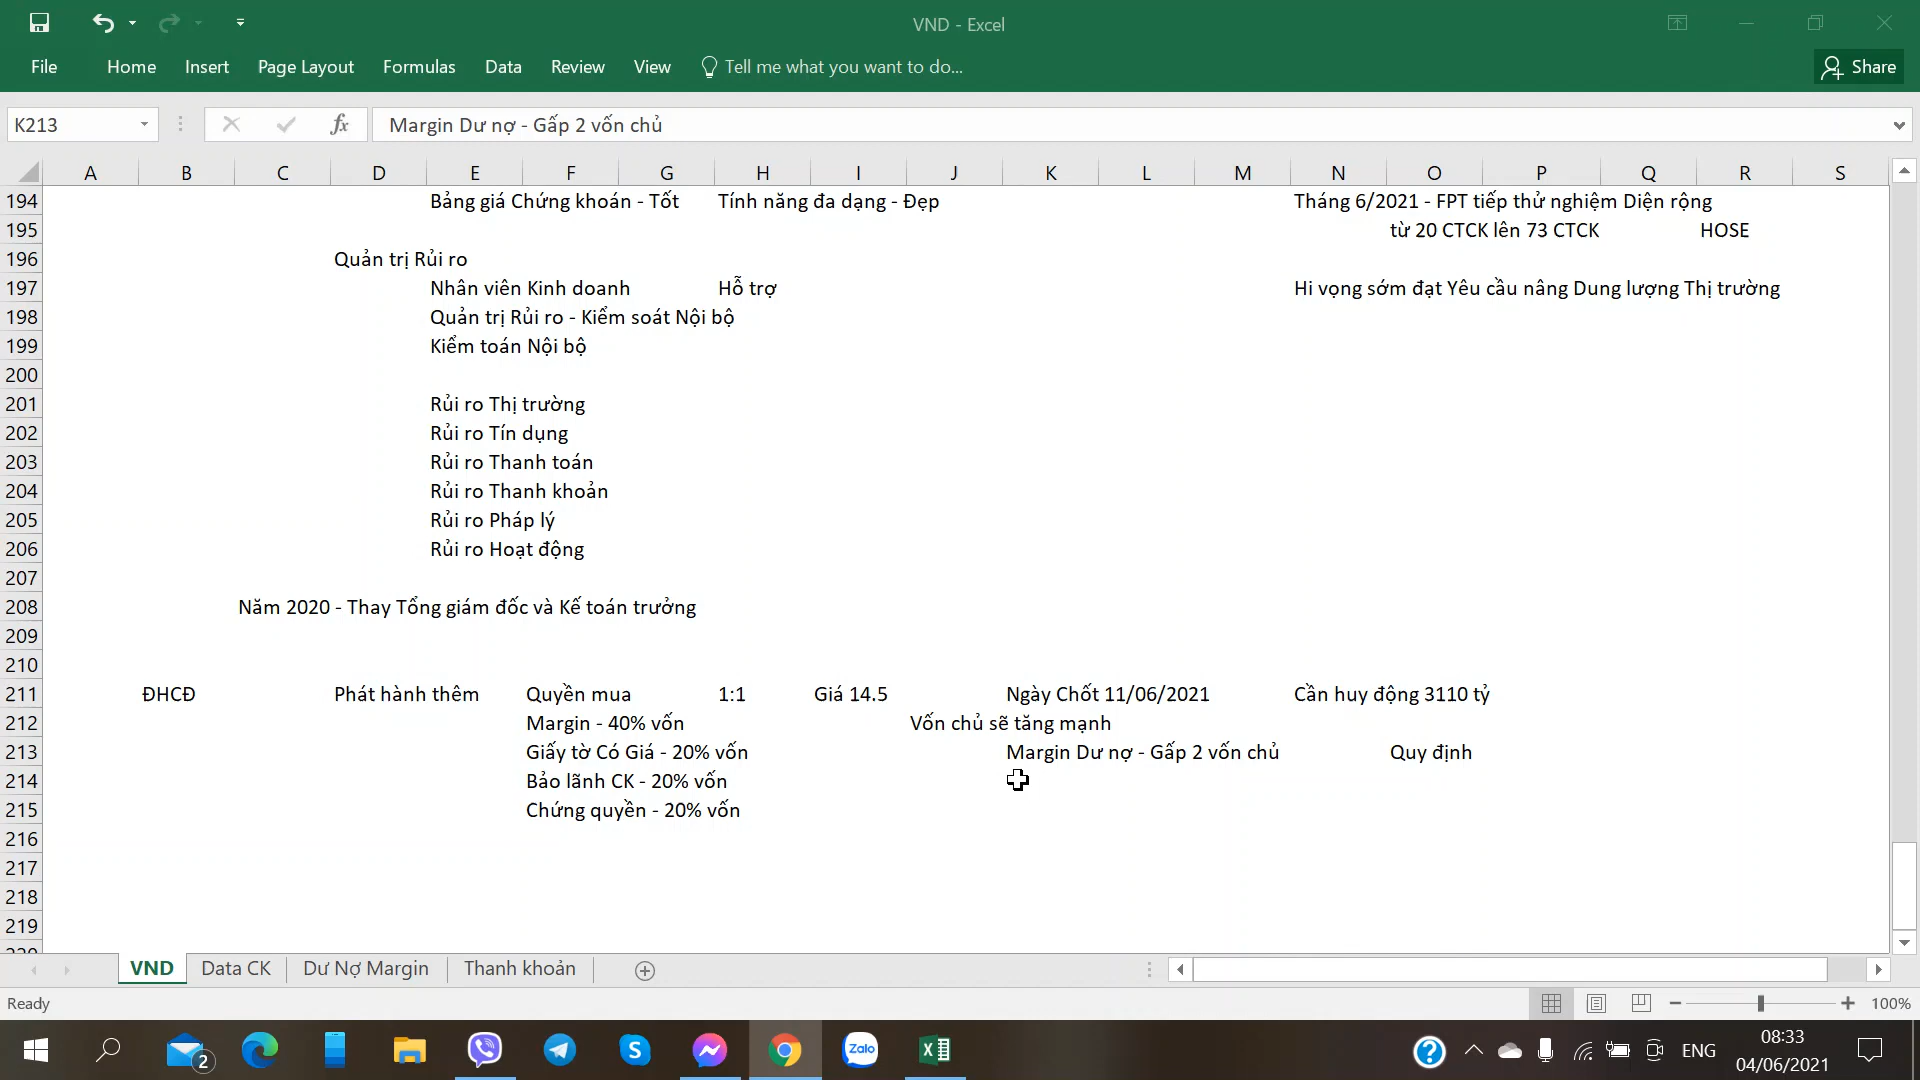 VND - Excel
File Home Insert Page Layout Formulas Data Review View Tell me what you want to do... Share
K213 fx Margin Dư nợ - Gấp 2 vốn chủ
A B C D E F G H I J K L M N O P Q R S
194 Bảng giá Chứng khoán - Tốt Tính năng đa dạng - Đẹp Tháng 6/2021 - FPT tiếp thử nghiệm Diện rộng
195 từ 20 CTCK lên 73 CTCK HOSE
196 Quản trị Rủi ro
197 Nhân viên Kinh doanh Hỗ trợ Hi vọng sớm đạt Yêu cầu nâng Dung lượng Thị trường
198 Quản trị Rủi ro - Kiểm soát Nội bộ
199 Kiểm toán Nội bộ
200
201 Rủi ro Thị trường
202 Rủi ro Tín dụng
203 Rủi ro Thanh toán
204 Rủi ro Thanh khoản
205 Rủi ro Pháp lý
206 Rủi ro Hoạt động
207
208 Năm 2020 - Thay Tổng giám đốc và Kế toán trưởng
209
210
211 ĐHCĐ Phát hành thêm Quyền mua 1:1 Giá 14.5 Ngày Chốt 11/06/2021 Cần huy động 3110 tỷ
212 Margin - 40% vốn Vốn chủ sẽ tăng mạnh
213 Giấy tờ Có Giá - 20% vốn Margin Dư nợ - Gấp 2 vốn chủ Quy định
214 Bảo lãnh CK - 20% vốn
215 Chứng quyền - 20% vốn
216
217
218
219
VND Data CK Dư Nợ Margin Thanh khoản
Ready 100%
2 Zalo ENG 08:33
04/06/2021